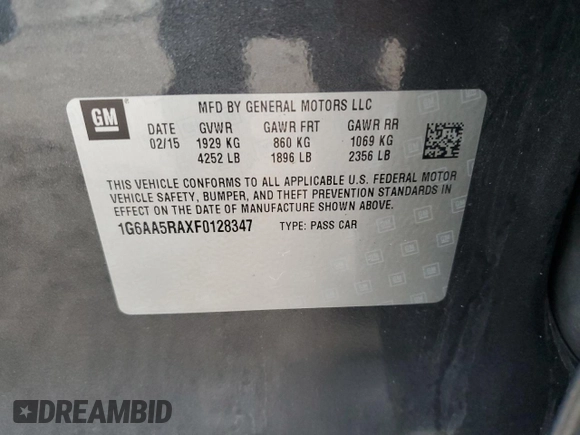 GM
MFD BY GENERAL MOTORS LLC
DATE GVWR GAWR FRT GAWR RR
02/15 1929 KG 860 KG 1069 KG
4252 LB 1896 LB 2356 LB
THIS VEHICLE CONFORMS TO ALL APPLICABLE U.S. FEDERAL MOTOR
VEHICLE SAFETY, BUMPER, AND THEFT PREVENTION STANDARDS IN
EFFECT ON THE DATE OF MANUFACTURE SHOWN ABOVE.
1G6AA5RAXF0128347 TYPE: PASS CAR
DREAMBID